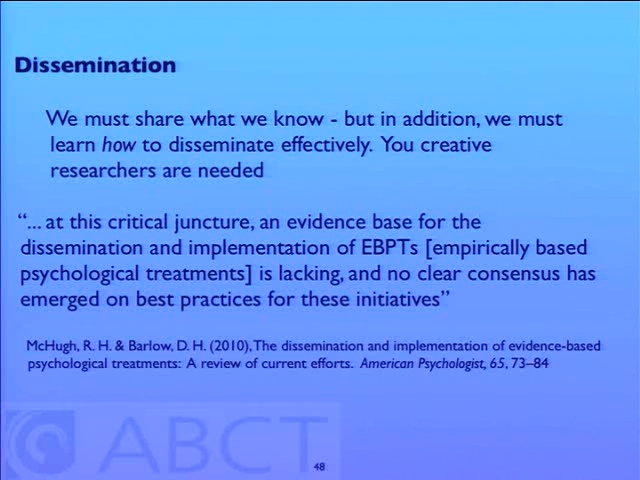 Dissemination
We must share what we know - but in addition, we must
learn how to disseminate effectively. You creative
researchers are needed
“... at this critical juncture, an evidence base for the
dissemination and implementation of EBPTs [empirically based
psychological treatments] is lacking, and no clear consensus has
emerged on best practices for these initiatives”
McHugh, R. H. & Barlow, D. H. (2010), The dissemination and implementation of evidence-based
psychological treatments: A review of current efforts. American Psychologist, 65, 73–84
ABCT
48